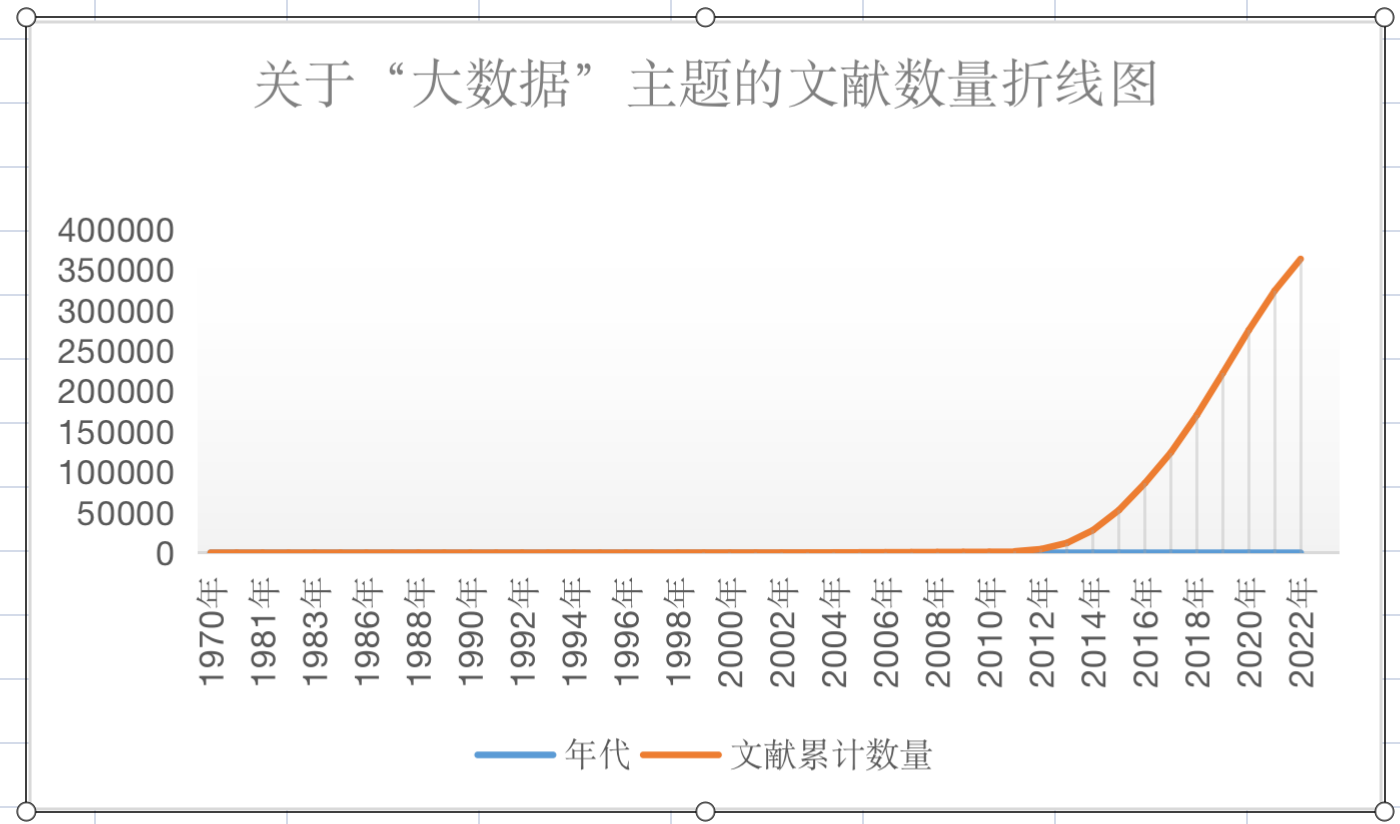 关于“大数据”主题的文献数量折线图
400000
350000
300000
250000
200000
150000
100000
50000
0
1970年
1981年
1983年
1986年
1988年
1990年
1992年
1994年
1996年
1998年
2000年
2002年
2004年
2006年
2008年
2010年
2012年
2014年
2016年
2018年
2020年
2022年
年代 文献累计数量